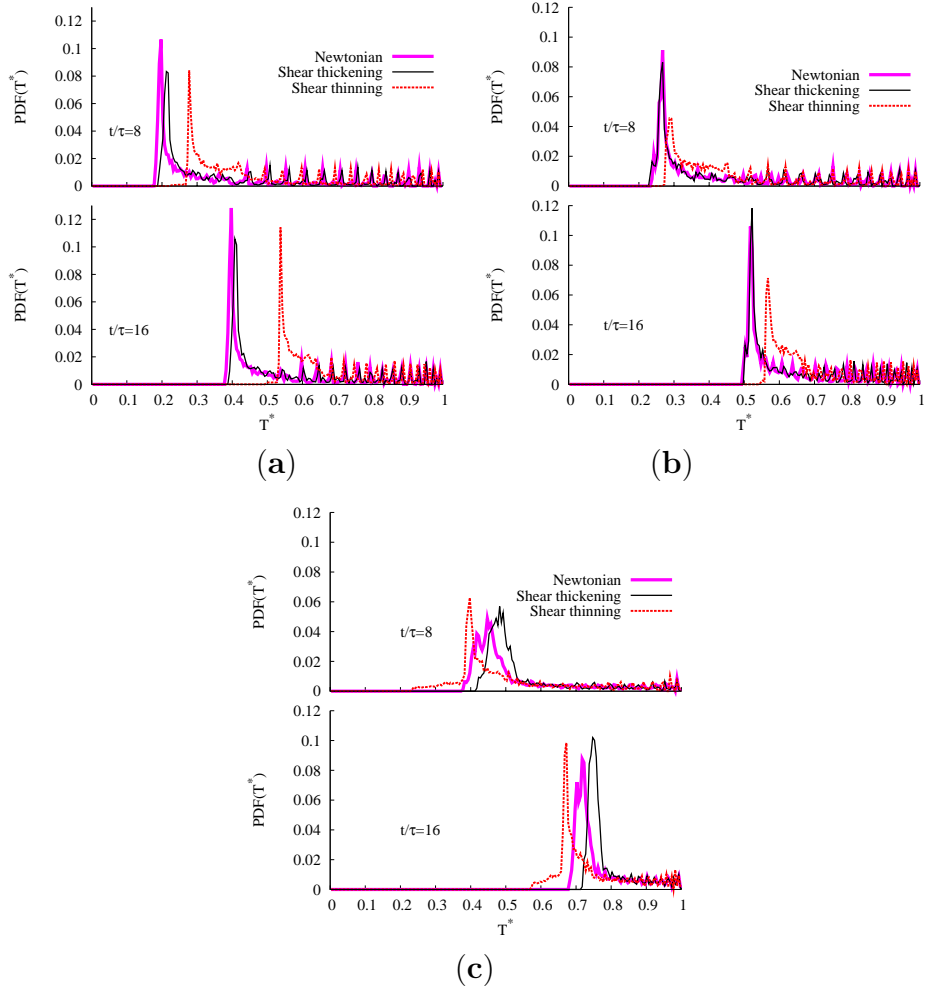 0.12
0.1
0.08
0.06
0.04
0.02
0
PDF(T*)
Newtonian
Shear thickening
Shear thinning
t/τ=8
0.12
0.1
0.08
0.06
0.04
0.02
0
PDF(T*)
t/τ=16
0 0.1 0.2 0.3 0.4 0.5 0.6 0.7 0.8 0.9 1
T*
(a)
0.12
0.1
0.08
0.06
0.04
0.02
0
PDF(T*)
Newtonian
Shear thickening
Shear thinning
t/τ=8
0.12
0.1
0.08
0.06
0.04
0.02
0
PDF(T*)
t/τ=16
0 0.1 0.2 0.3 0.4 0.5 0.6 0.7 0.8 0.9 1
T*
(b)
0.12
0.1
0.08
0.06
0.04
0.02
0
PDF(T*)
Newtonian
Shear thickening
Shear thinning
t/τ=8
0.12
0.1
0.08
0.06
0.04
0.02
0
PDF(T*)
t/τ=16
0 0.1 0.2 0.3 0.4 0.5 0.6 0.7 0.8 0.9 1
T*
(c)